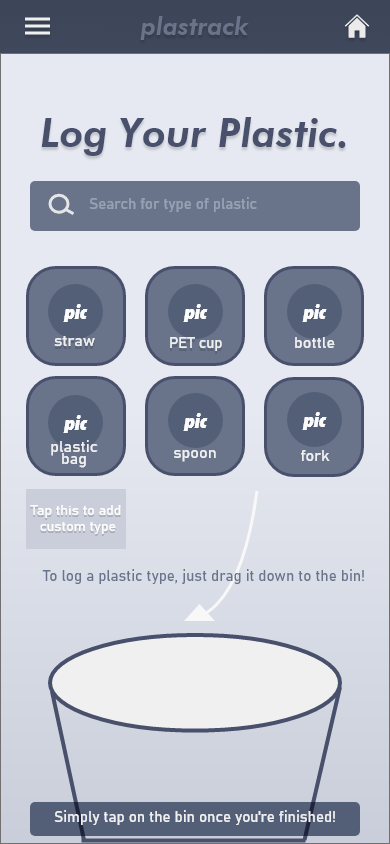 plastrack
Log Your Plastic.
Search for type of plastic
pic
straw
pic
PET cup
pic
bottle
pic
plastic
bag
pic
spoon
pic
fork
Tap this to add
custom type
To log a plastic type, just drag it down to the bin!
Simply tap on the bin once you're finished!